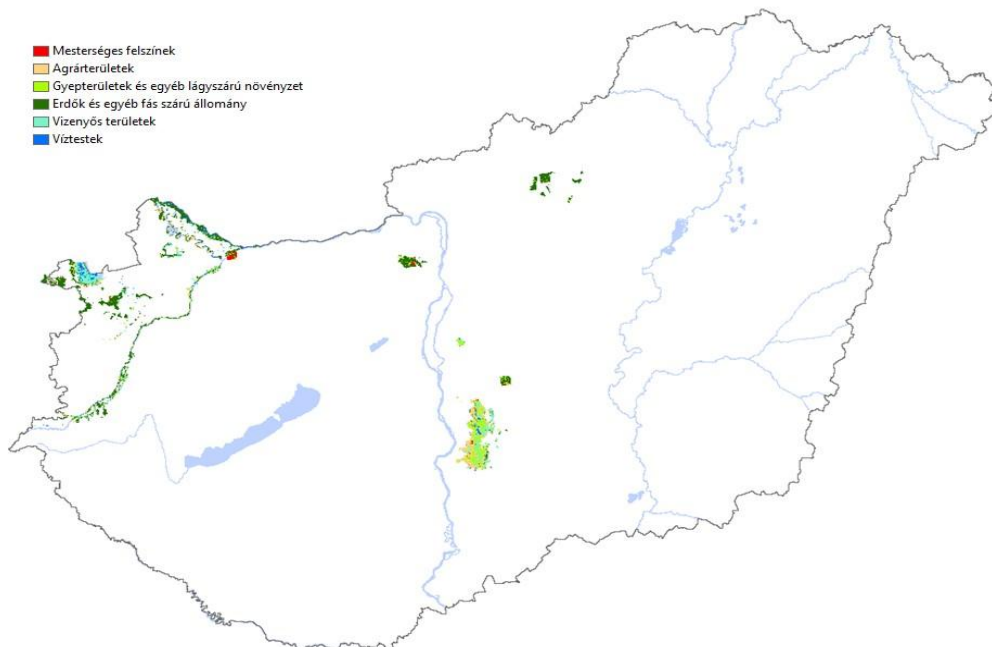 Mesterséges felszínek
Agrárterületek
Gyepterületek és egyéb lágyszárú növényzet
Erdők és egyéb fás szárú állomány
Vizenyős területek
Víztestek